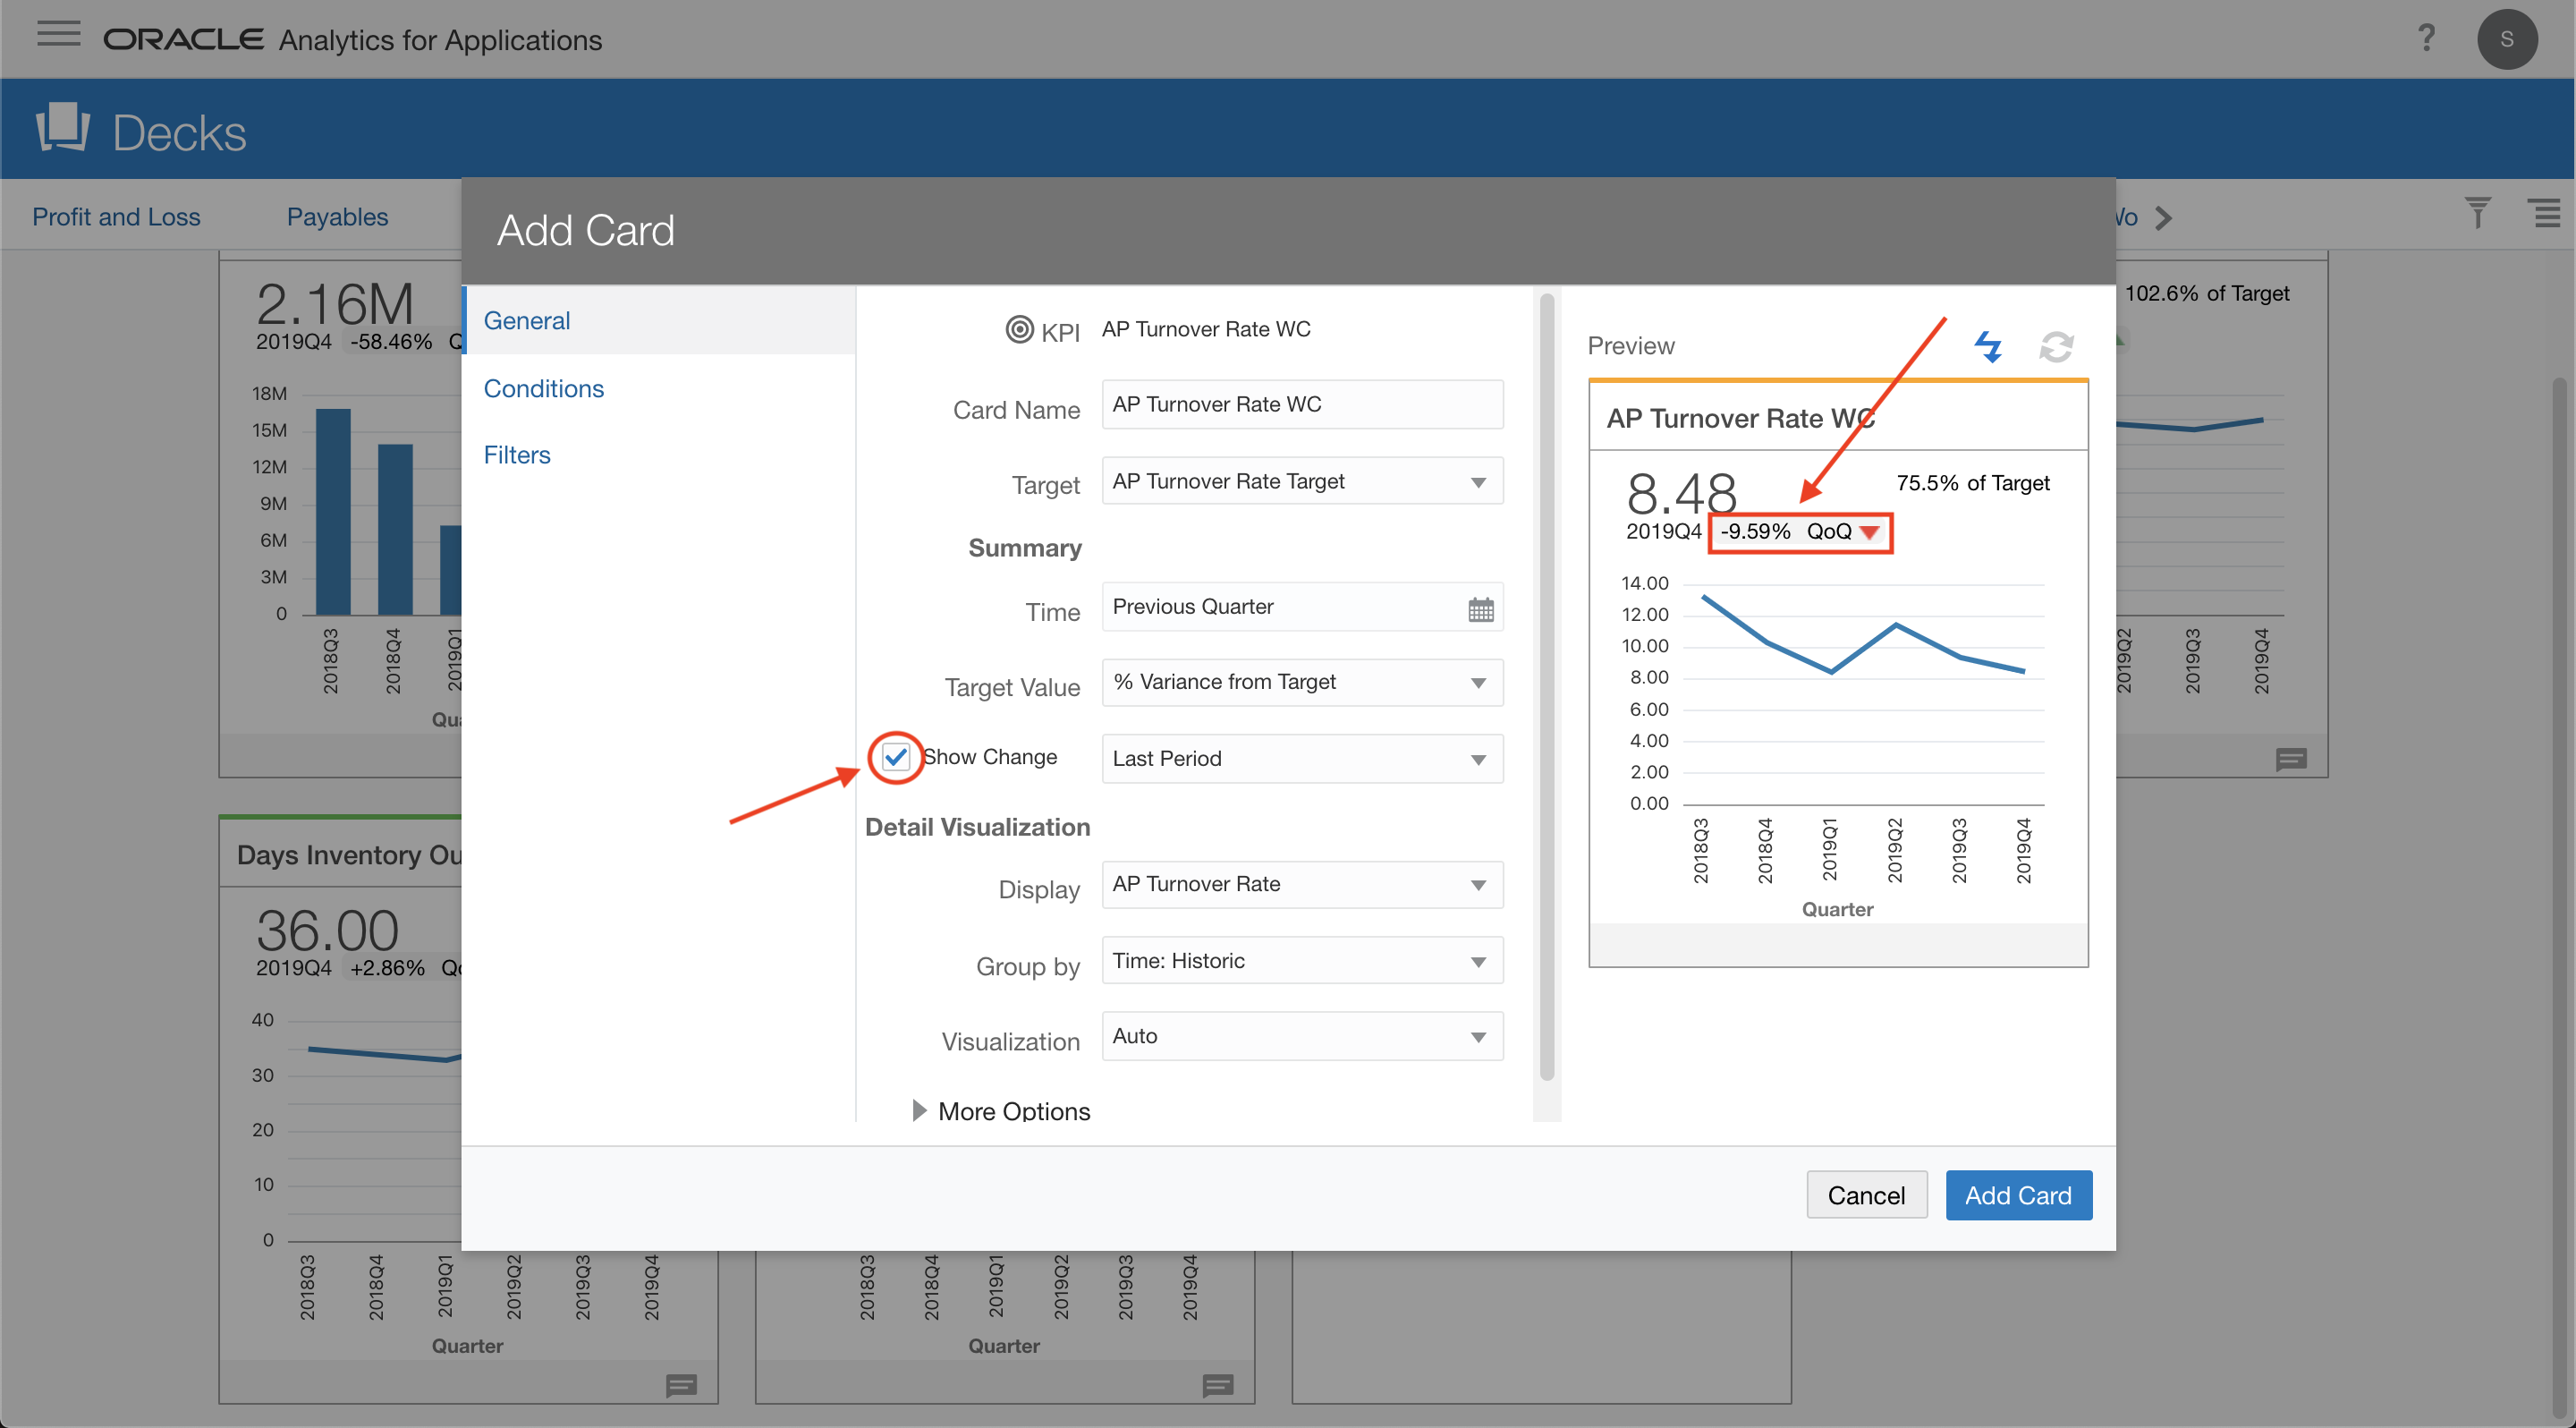 ORACLE Analytics for Applications
? S
Decks
Profit and Loss Payables
Add Card
2.16M
2019Q4 -58.46%
18M
15M
12M
9M
6M
3M
0
2018Q3
2018Q4
2019Q1
General
Conditions
Filters
KPI AP Turnover Rate WC
Card Name AP Turnover Rate WC
Target AP Turnover Rate Target
Summary
Time Previous Quarter
Target Value % Variance from Target
Show Change Last Period
Detail Visualization
Display AP Turnover Rate
Group by Time: Historic
Visualization Auto
More Options
Preview
AP Turnover Rate WC
8.48 75.5% of Target
2019Q4 -9.59% QoQ
14.00
12.00
10.00
8.00
6.00
4.00
2.00
0.00
2018Q3
2018Q4
2019Q1
2019Q2
2019Q3
2019Q4
Quarter
Cancel Add Card
102.6% of Target
2019Q2
2019Q3
2019Q4
Days Inventory
36.00
2019Q4 +2.86%
40
30
20
10
0
2018Q3
2018Q4
2019Q1
2019Q2
2019Q3
2019Q4
Quarter
2018Q3
2018Q4
2019Q1
2019Q2
2019Q3
2019Q4
Quarter